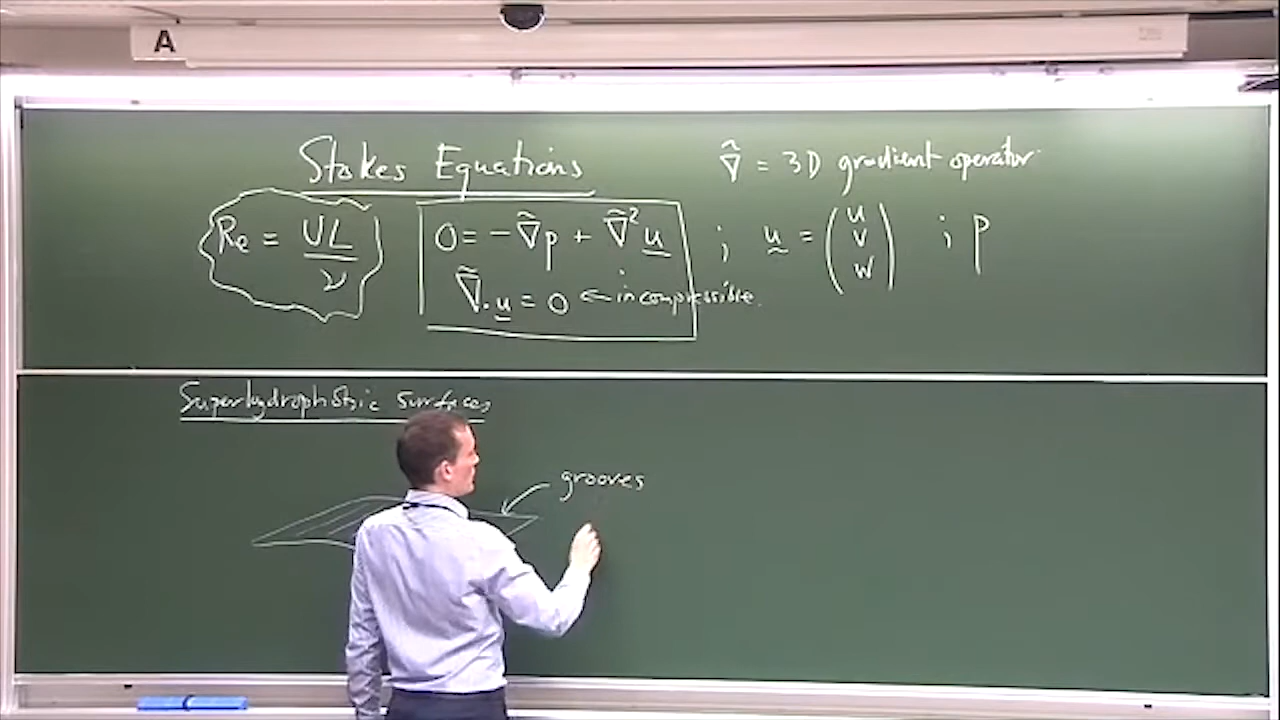 A
Stokes Equations
∇̃ = 3D gradient operator
Re = UL/ν
0 = -∇̃p + ∇̃²u ; u = (u v w) ; p
∇̃·u = 0 ← incompressible.
Superhydrophobic surfaces
grooves